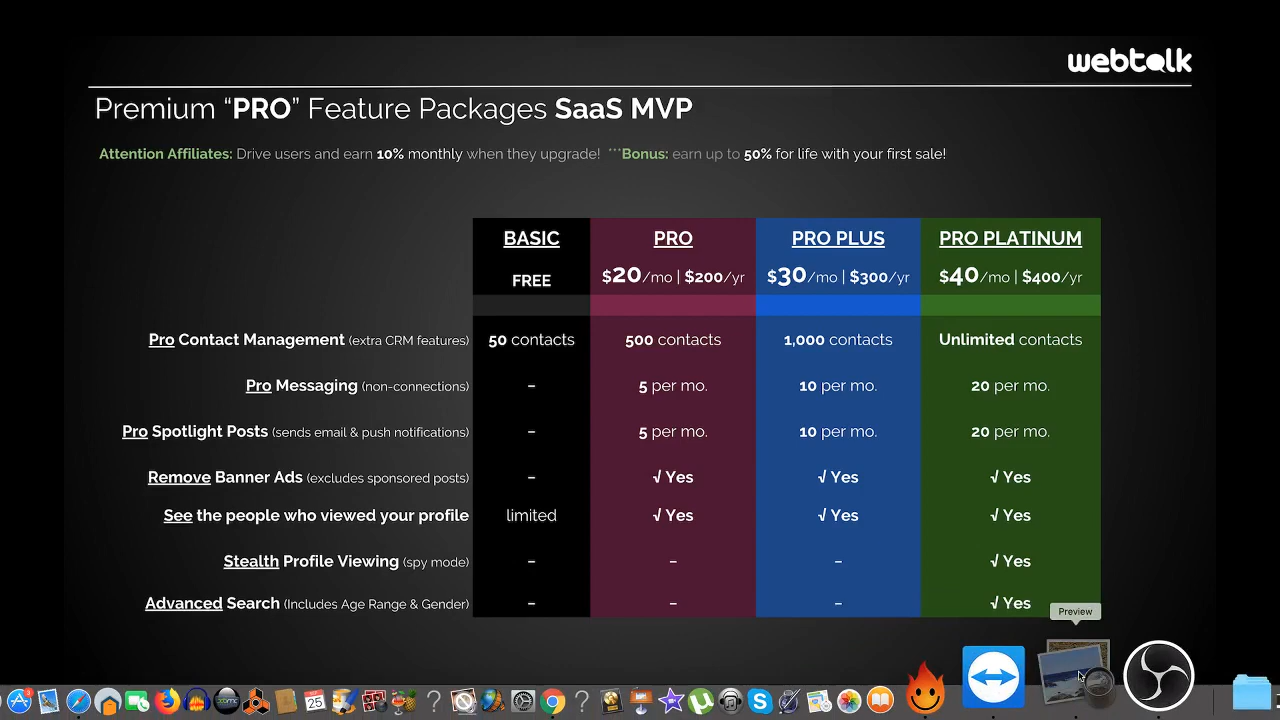 webtalk
Premium “PRO” Feature Packages SaaS MVP
Attention Affiliates: Drive users and earn 10% monthly when they upgrade! ***Bonus: earn up to 50% for life with your first sale!
BASIC PRO PRO PLUS PRO PLATINUM
FREE $20/mo | $200/yr $30/mo | $300/yr $40/mo | $400/yr
Pro Contact Management (extra CRM features) 50 contacts 500 contacts 1,000 contacts Unlimited contacts
Pro Messaging (non-connections) – 5 per mo. 10 per mo. 20 per mo.
Pro Spotlight Posts (sends email & push notifications) – 5 per mo. 10 per mo. 20 per mo.
Remove Banner Ads (excludes sponsored posts) – √ Yes √ Yes √ Yes
See the people who viewed your profile limited √ Yes √ Yes √ Yes
Stealth Profile Viewing (spy mode) – – – √ Yes
Advanced Search (Includes Age Range & Gender) – – – √ Yes
Preview
3
25